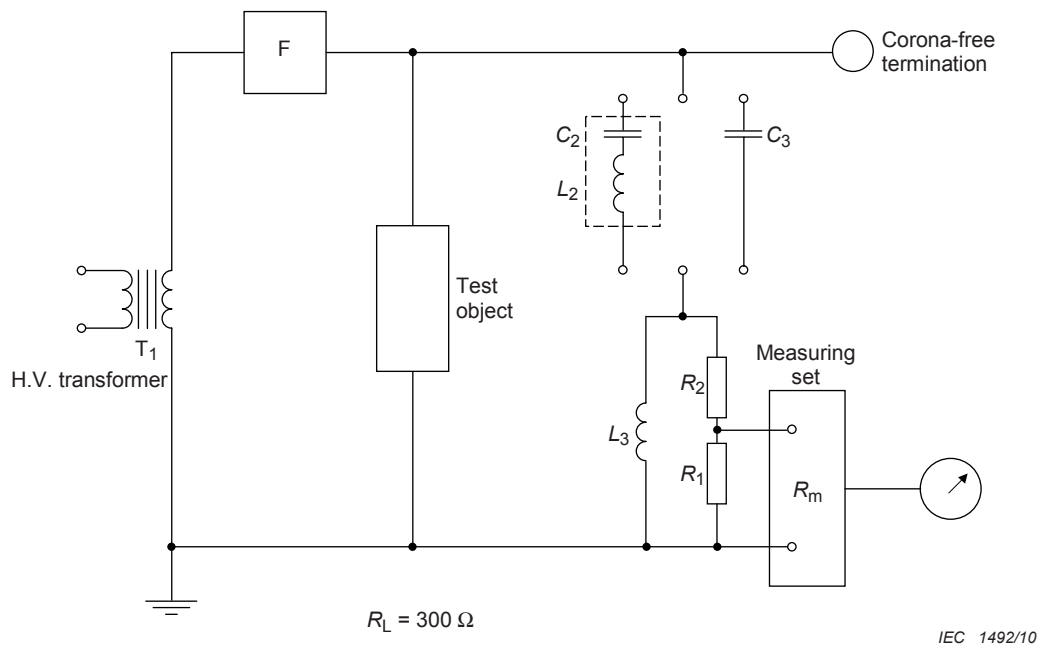 F
Corona-free
termination
C2
C3
L2
Test
object
T1
H.V. transformer
Measuring
set
R2
L3
R1
Rm
RL = 300 Ω
IEC 1492/10